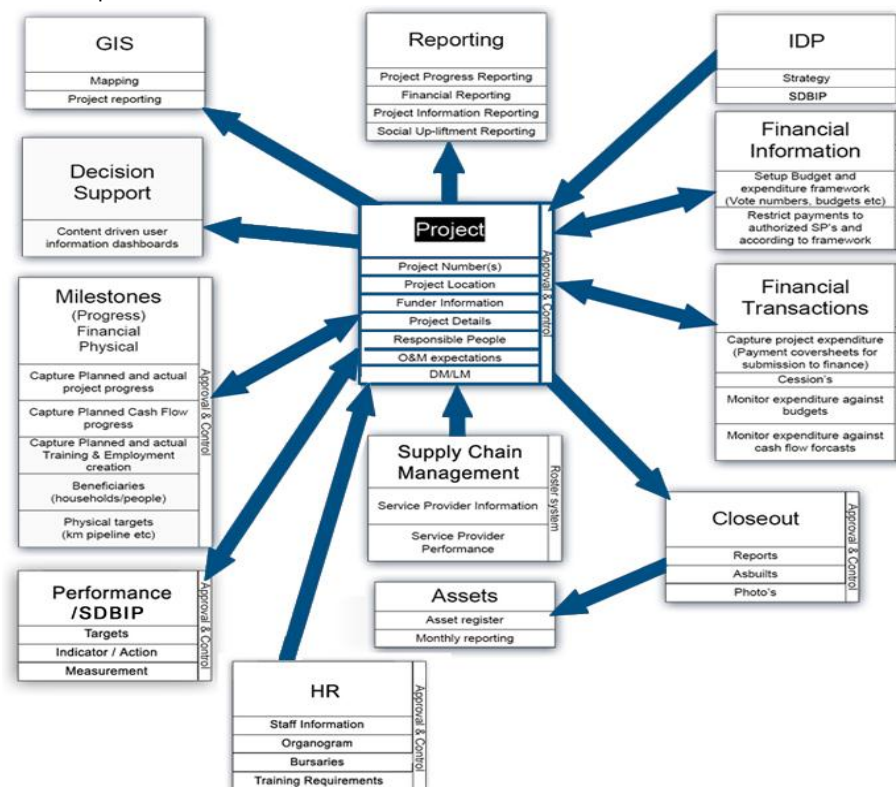 GIS
Mapping
Project reporting
Reporting
Project Progress Reporting
Financial Reporting
Project Information Reporting
Social Up-liftment Reporting
IDP
Strategy
SDBIP
Decision
Support
Content driven user
information dashboards
Financial
Information
Setup Budget and
expenditure framework
(Vote numbers, budgets etc)
Restrict payments to
authorized SP's and
according to framework
Project
Project Number(s)
Project Location
Funder Information
Project Details
Responsible People
O&M expectations
DM/LM
Approval & Control
Milestones
(Progress)
Financial
Physical
Capture Planned and actual
project progress
Capture Planned Cash Flow
progress
Capture Planned and actual
Training & Employment
creation
Beneficiaries
(households/people)
Physical targets
(km pipeline etc)
Approval & Control
Financial
Transactions
Capture project expenditure
(Payment coversheets for
submission to finance)
Cession's
Monitor expenditure against
budgets
Monitor expenditure against
cash flow forcasts
Supply Chain
Management
Service Provider Information
Service Provider
Performance
Roster system
Closeout
Reports
Asbuilts
Photo's
Approval & Control
Performance
/SDBIP
Targets
Indicator / Action
Measurement
Approval & Control
Assets
Asset register
Monthly reporting
HR
Staff Information
Organogram
Bursaries
Training Requirements
Approval & Control